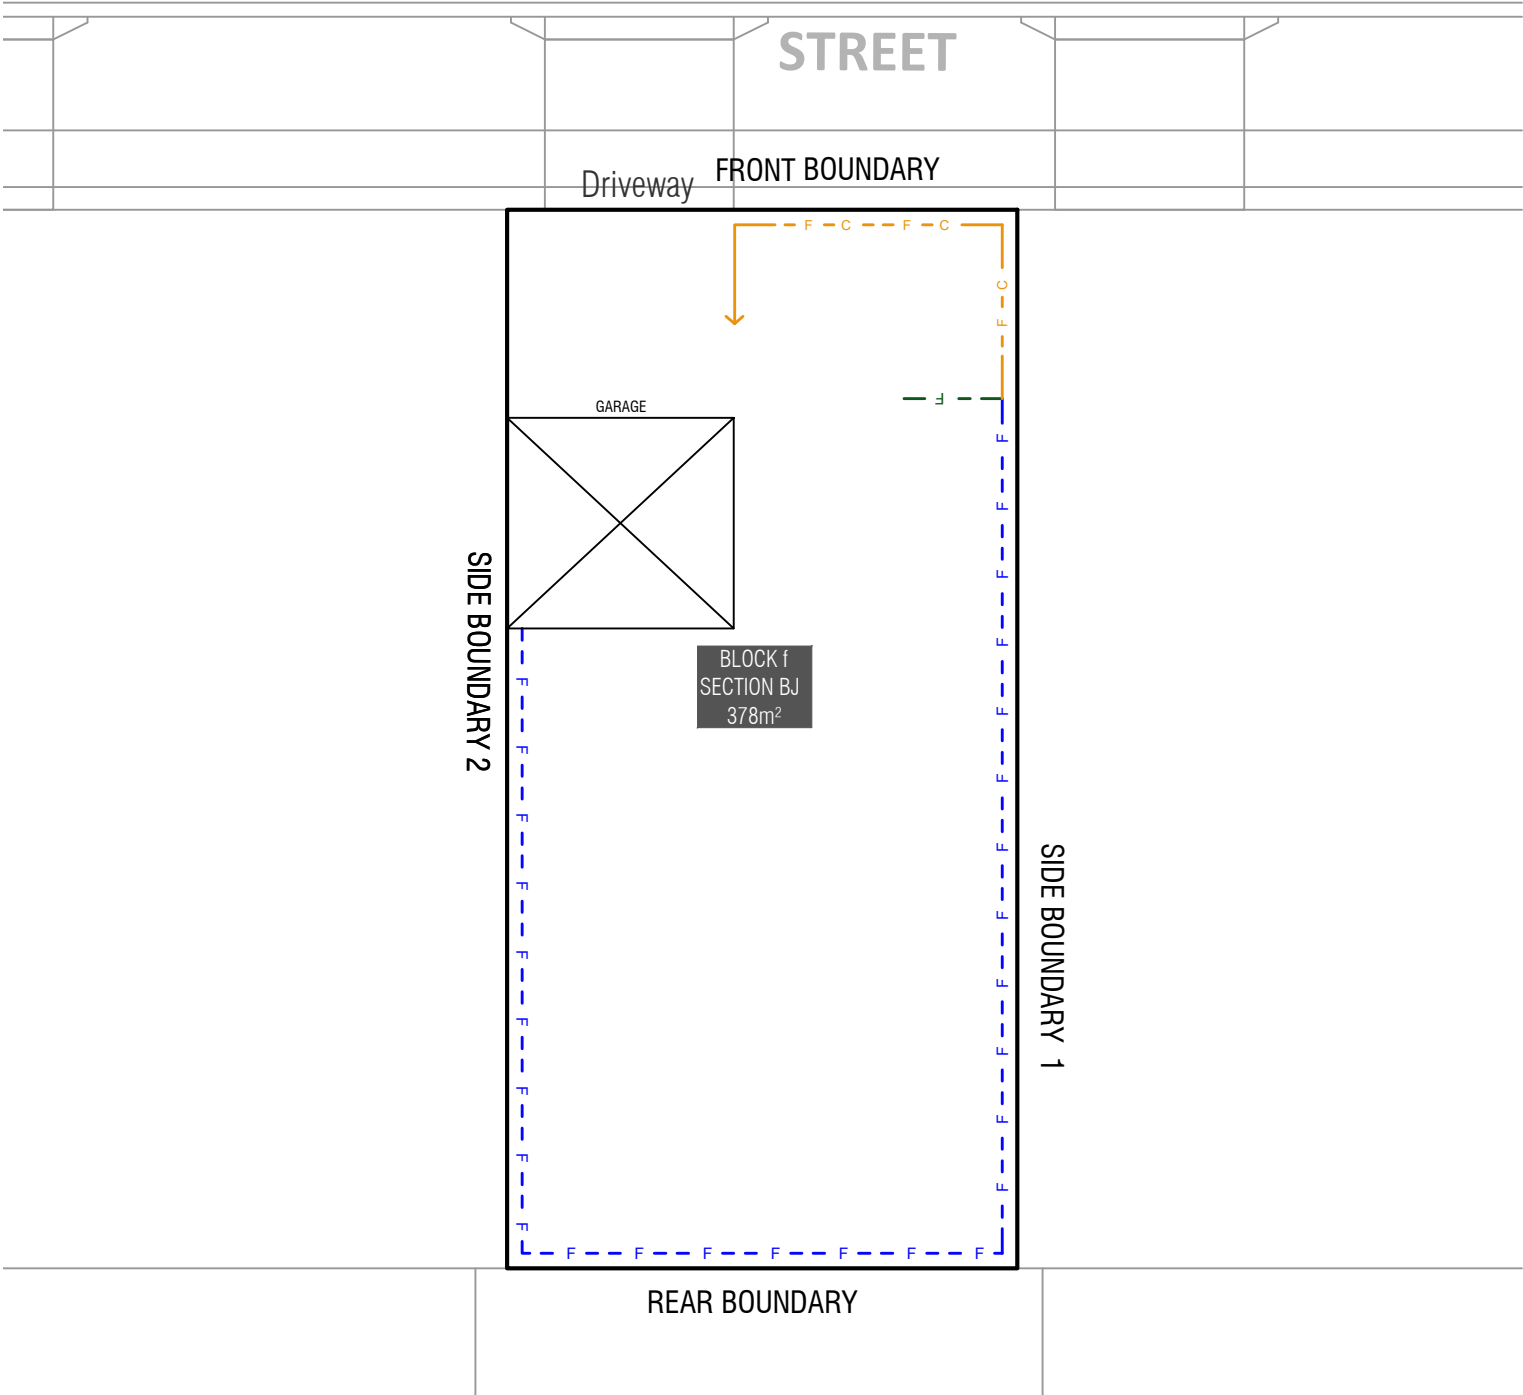 STREET
FRONT BOUNDARY
Driveway
F C F C
C
F
F
GARAGE
F
F
F
F
F
F
F
F
F
F
F
F
SIDE BOUNDARY 2
BLOCK f
SECTION BJ
378m²
SIDE BOUNDARY 1
F
F
F
F
F
F
F
F
F
F F F F F F F
REAR BOUNDARY